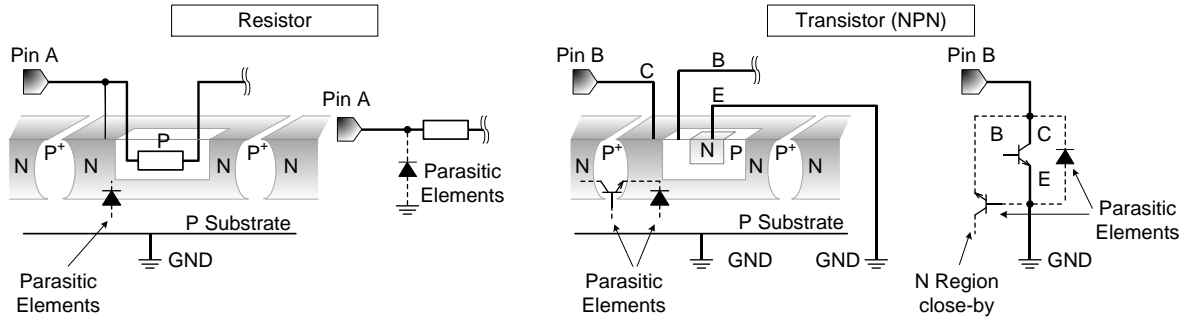 Resistor
Pin A
N
P+
N
P
N
P+
N
Parasitic
Elements
P Substrate
GND
Pin A
Parasitic
Elements
Transistor (NPN)
Pin B
C
B
E
N
P+
N
N
P
N
P+
N
P Substrate
Parasitic
Elements
GND
GND
Pin B
B
C
E
Parasitic
Elements
GND
N Region
close-by